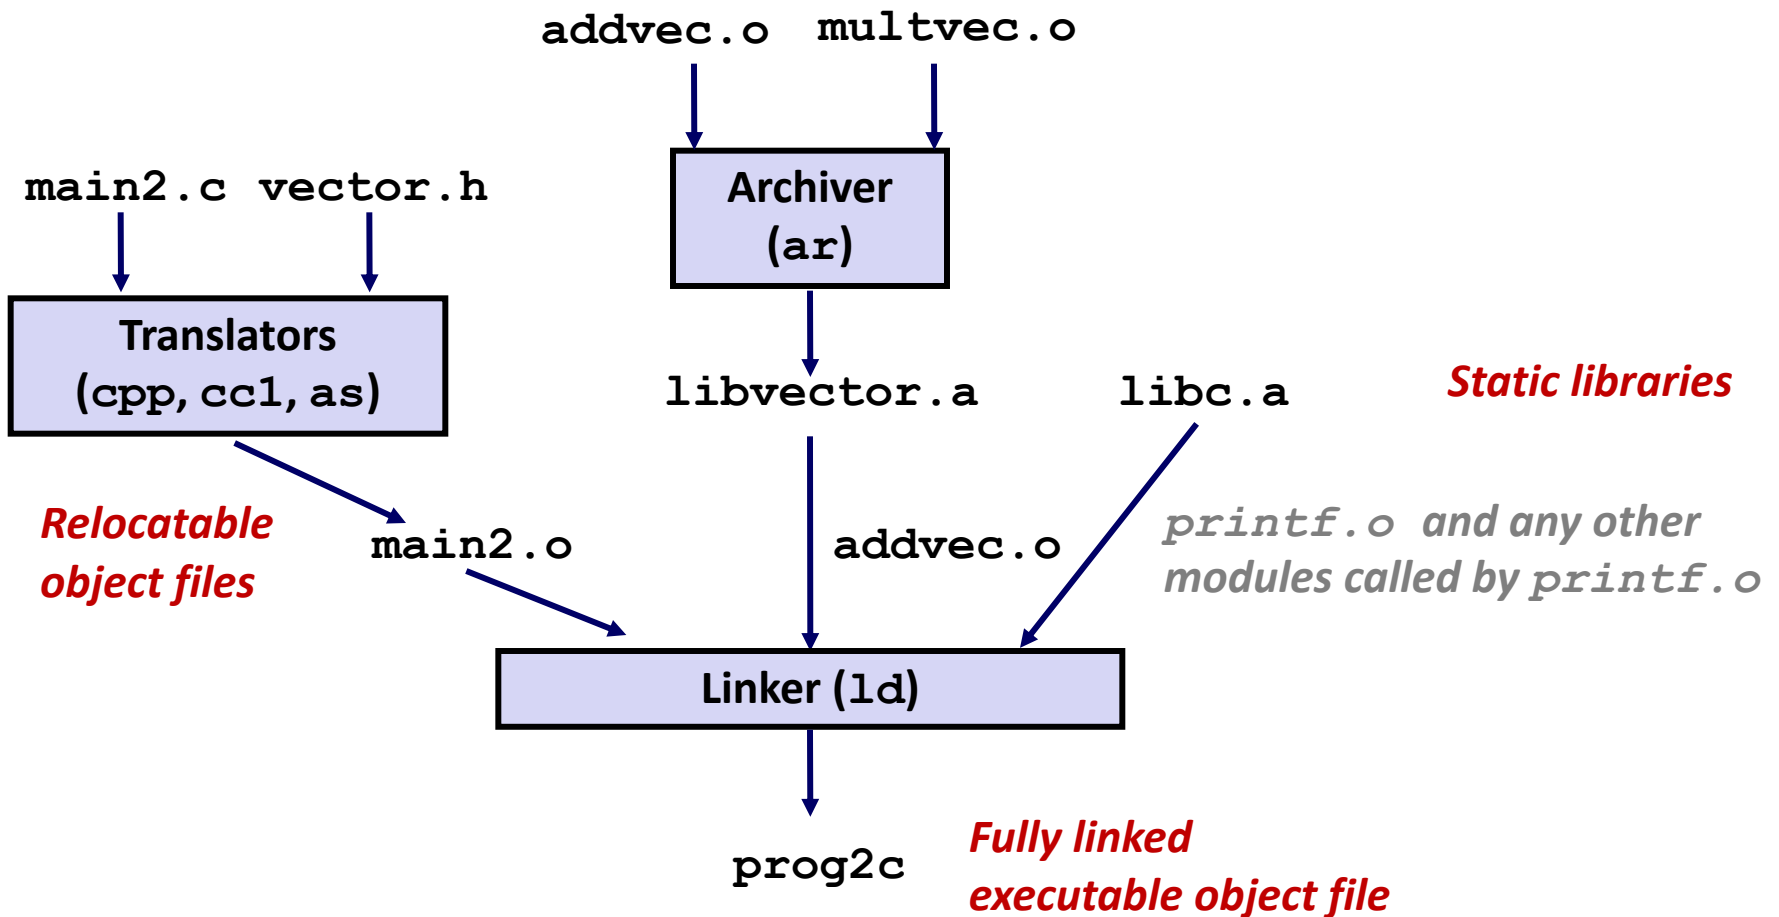 addvec.o multvec.o
main2.c vector.h
Archiver
(ar)
Translators
(cpp, cc1, as)
libvector.a
libc.a
Static libraries
Relocatable
object files
main2.o
addvec.o
printf.o and any other
modules called by printf.o
Linker (ld)
prog2c
Fully linked
executable object file